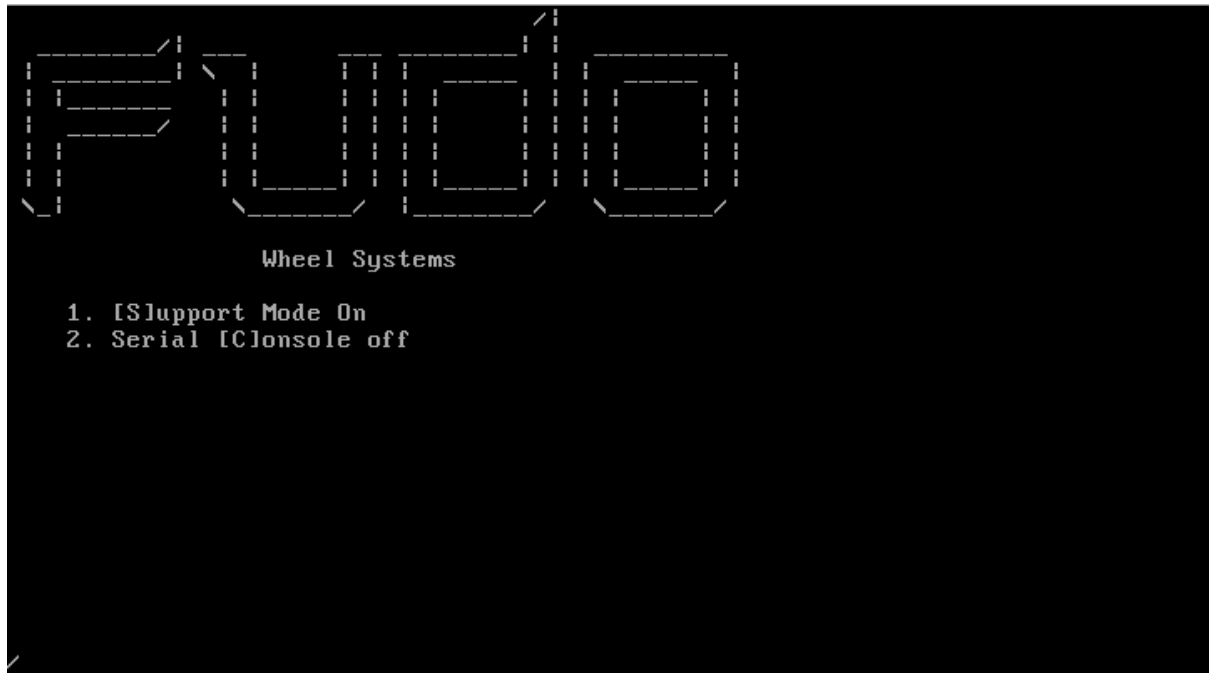 FUDO
Wheel Systems
1. [S]upport Mode On
2. Serial [C]onsole off
/